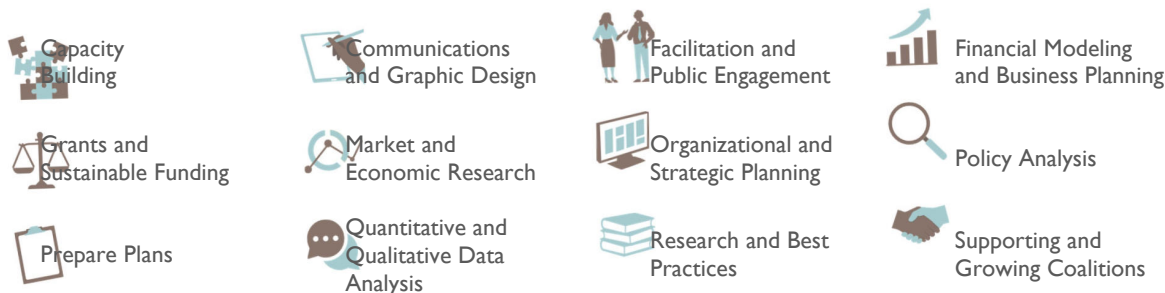 Capacity
Building
Communications
and Graphic Design
Facilitation and
Public Engagement
Financial Modeling
and Business Planning
Grants and
Sustainable Funding
Market and
Economic Research
Organizational and
Strategic Planning
Policy Analysis
Prepare Plans
Quantitative and
Qualitative Data
Analysis
Research and Best
Practices
Supporting and
Growing Coalitions